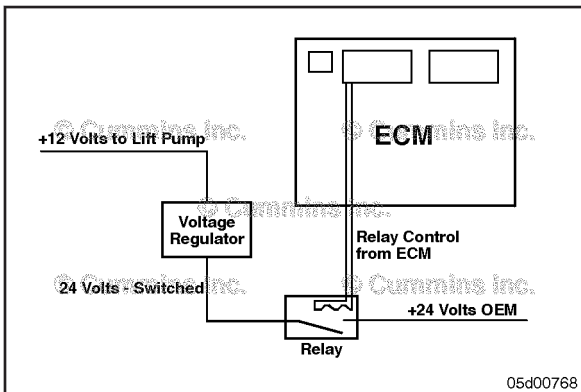 © Cummins Inc.
© Cummins Inc.
ECM
+12 Volts to Lift Pump
© Cummins Inc.
Voltage
Regulator
Relay Control
from ECM
© Cummins Inc.
© Cummins Inc.
24 Volts - Switched
+24 Volts OEM
Relay
05d00768